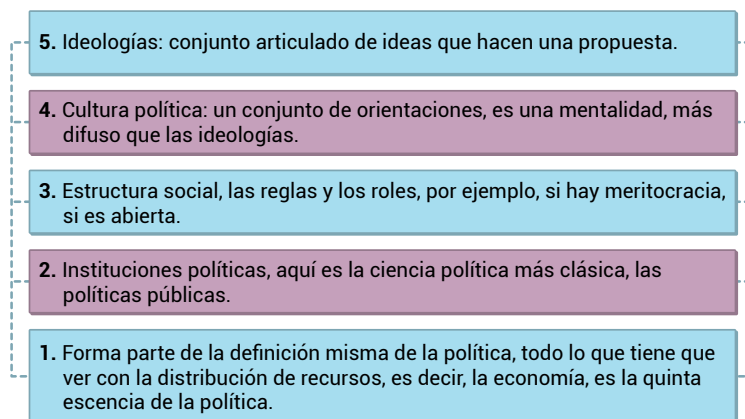 5. Ideologías: conjunto articulado de ideas que hacen una propuesta.
4. Cultura política: un conjunto de orientaciones, es una mentalidad, más
difuso que las ideologías.
3. Estructura social, las reglas y los roles, por ejemplo, si hay meritocracia,
si es abierta.
2. Instituciones políticas, aquí es la ciencia política más clásica, las
políticas públicas.
1. Forma parte de la definición misma de la política, todo lo que tiene que
ver con la distribución de recursos, es decir, la economía, es la quinta
escencia de la política.